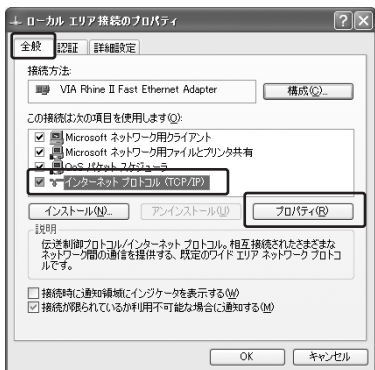 ローカル エリア接続のプロパティ
全般 認証 詳細設定
接続方法:
VIA Rhine II Fast Ethernet Adapter 構成(C)...
この接続は次の項目を使用します(O):
Microsoft ネットワーク用クライアント
Microsoft ネットワーク用ファイルとプリンタ共有
QoS パケット スケジューラ
インターネット プロトコル (TCP/IP)
インストール(N)... アンインストール(U) プロパティ(R)
説明
伝送制御プロトコル/インターネット プロトコル。相互接続されたさまざまな
ネットワーク間の通信を提供する、既定のワイド エリア ネットワーク プロトコ
ルです。
接続時に通知領域にインジケータを表示する(W)
接続が限られているか利用不可能な場合に通知する(M)
OK キャンセル